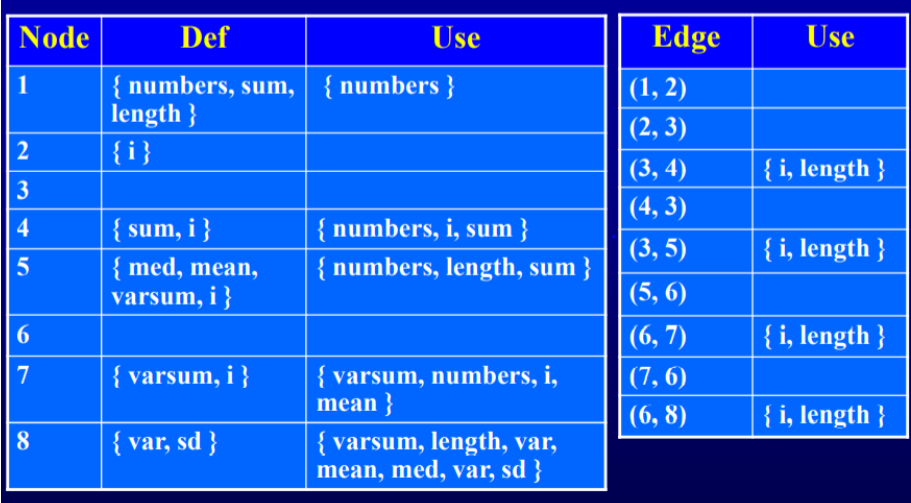 Node Def Use
1 { numbers, sum, { numbers }
length }
2 { i }
3
4 { sum, i } { numbers, i, sum }
5 { med, mean, { numbers, length, sum }
varsum, i }
6
7 { varsum, i } { varsum, numbers, i,
mean }
8 { var, sd } { varsum, length, var,
mean, med, var, sd }
Edge Use
(1, 2)
(2, 3)
(3, 4) { i, length }
(4, 3)
(3, 5) { i, length }
(5, 6)
(6, 7) { i, length }
(7, 6)
(6, 8) { i, length }